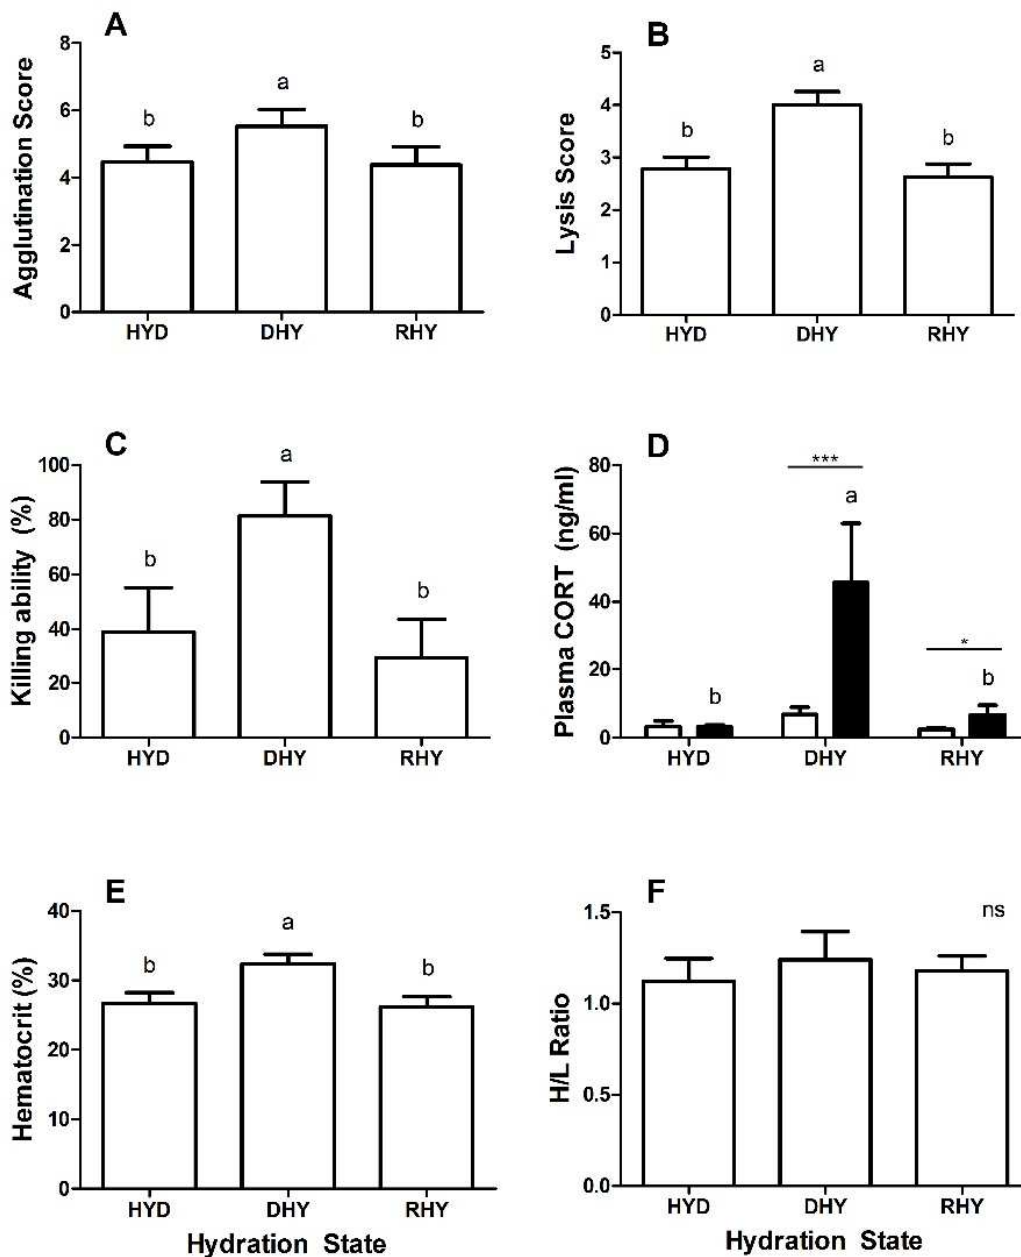 A
Agglutination Score
8
6
4
2
0
b
a
b
HYD DHY RHY
B
Lysis Score
5
4
3
2
1
0
b
a
b
HYD DHY RHY
C
Killing ability (%)
100
80
60
40
20
0
b
a
b
HYD DHY RHY
D
Plasma CORT (ng/ml)
80
60
40
20
0
b
***
a
*
b
HYD DHY RHY
E
Hematocrit (%)
40
30
20
10
0
b
a
b
HYD DHY RHY
Hydration State
F
H/L Ratio
1.5
1.0
0.5
0.0
ns
HYD DHY RHY
Hydration State